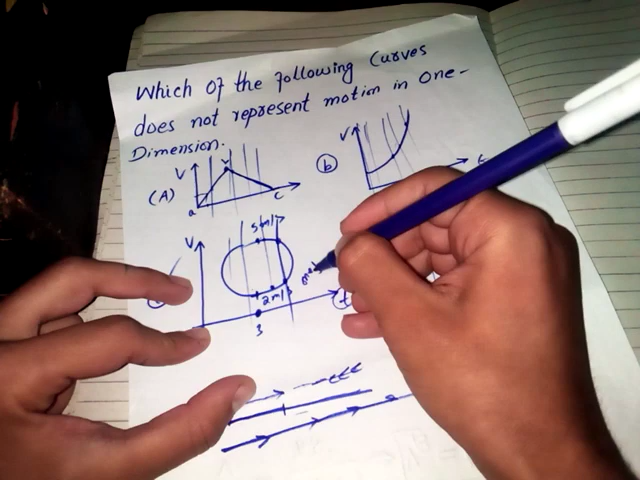 Which of the following Curves
does not represent motion in One-
Dimension.
(A) V a c
(b) V t
V 5m/s
2m/s
3